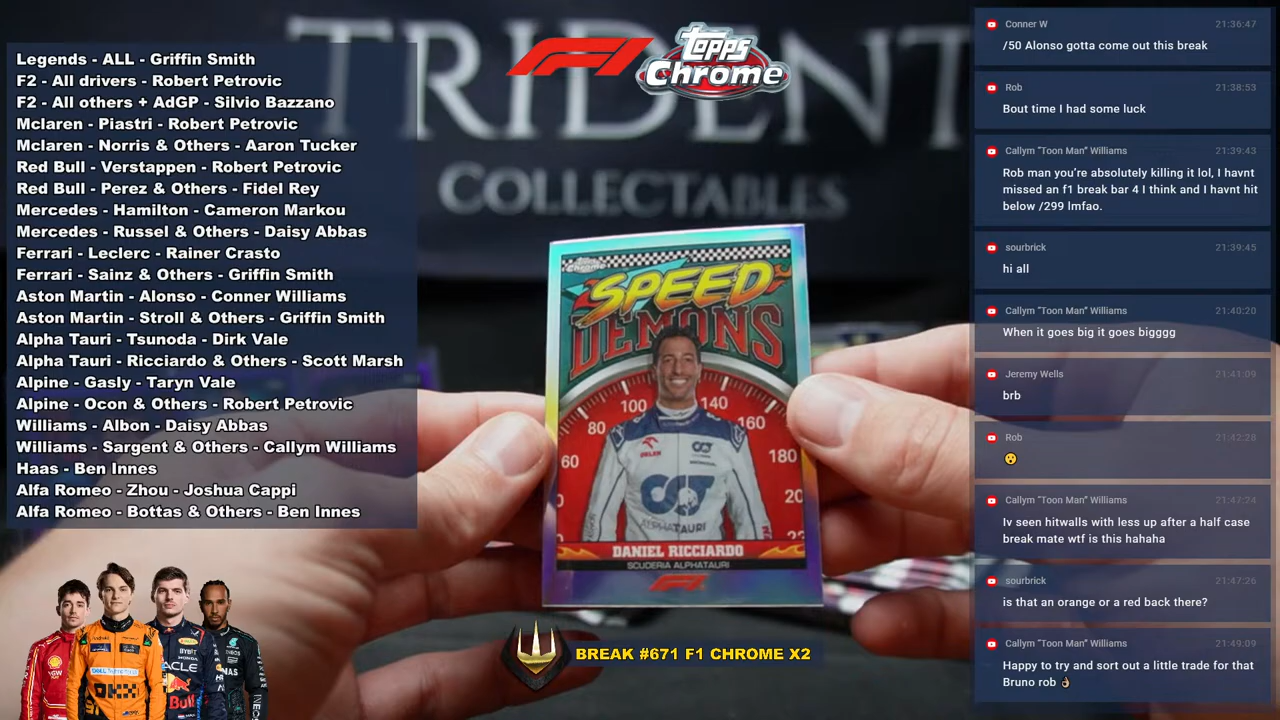 TRIDENT
COLLECTABLES
F1
Topps
Chrome
Legends - ALL - Griffin Smith
F2 - All drivers - Robert Petrovic
F2 - All others + AdGP - Silvio Bazzano
Mclaren - Piastri - Robert Petrovic
Mclaren - Norris & Others - Aaron Tucker
Red Bull - Verstappen - Robert Petrovic
Red Bull - Perez & Others - Fidel Rey
Mercedes - Hamilton - Cameron Markou
Mercedes - Russel & Others - Daisy Abbas
Ferrari - Leclerc - Rainer Crasto
Ferrari - Sainz & Others - Griffin Smith
Aston Martin - Alonso - Conner Williams
Aston Martin - Stroll & Others - Griffin Smith
Alpha Tauri - Tsunoda - Dirk Vale
Alpha Tauri - Ricciardo & Others - Scott Marsh
Alpine - Gasly - Taryn Vale
Alpine - Ocon & Others - Robert Petrovic
Williams - Albon - Daisy Abbas
Williams - Sargent & Others - Callym Williams
Haas - Ben Innes
Alfa Romeo - Zhou - Joshua Cappi
Alfa Romeo - Bottas & Others - Ben Innes
Topps Chrome
SPEED
DEMONS
60 80 100 140 160 180
ORLEN
ALPHATAURI
DANIEL RICCIARDO
SCUDERIA ALPHATAURI
F1
BREAK #671 F1 CHROME X2
Conner W 21:36:47
/50 Alonso gotta come out this break
Rob 21:38:53
Bout time I had some luck
Callym "Toon Man" Williams 21:39:43
Rob man you're absolutely killing it lol, I havnt
missed an f1 break bar 4 I think and I havnt hit
below /299 lmfao.
sourbrick 21:39:45
hi all
Callym "Toon Man" Williams 21:40:20
When it goes big it goes bigggg
Jeremy Wells 21:41:09
brb
Rob 21:42:28
😮
Callym "Toon Man" Williams 21:47:24
Iv seen hitwalls with less up after a half case
break mate wtf is this hahaha
sourbrick 21:47:26
is that an orange or a red back there?
Callym "Toon Man" Williams 21:49:09
Happy to try and sort out a little trade for that
Bruno rob 👌